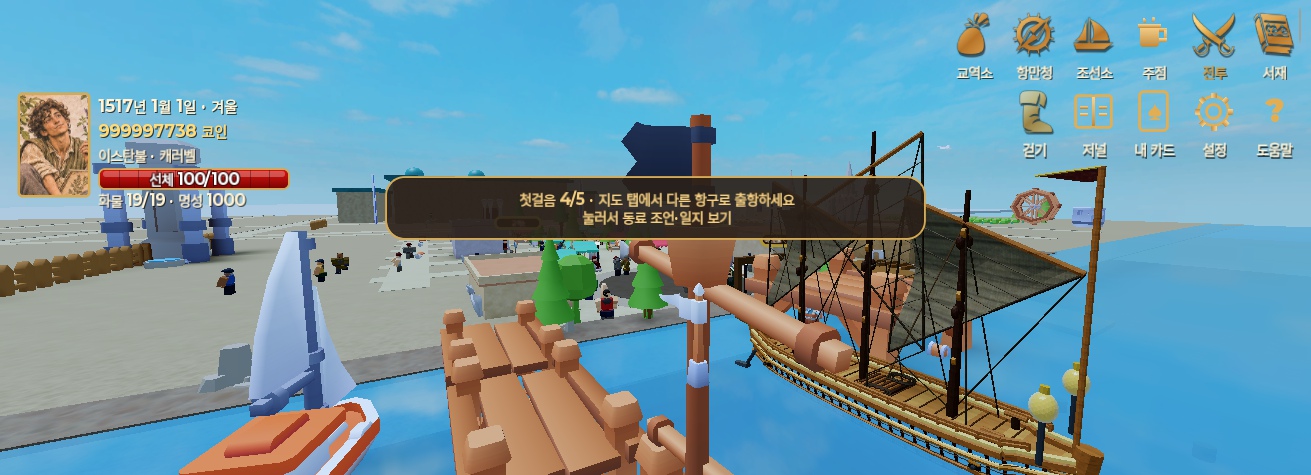 교역소
항만청
조선소
주점
전투
서재
걷기
저널
내 카드
설정
도움말
1517년 1월 1일 · 겨울
999997738 코인
이스탄불 · 캐러벨
선체 100/100
화물 19/19 · 명성 1000
첫걸음 4/5 · 지도 탭에서 다른 항구로 출항하세요
눌러서 동료 조언·일지 보기